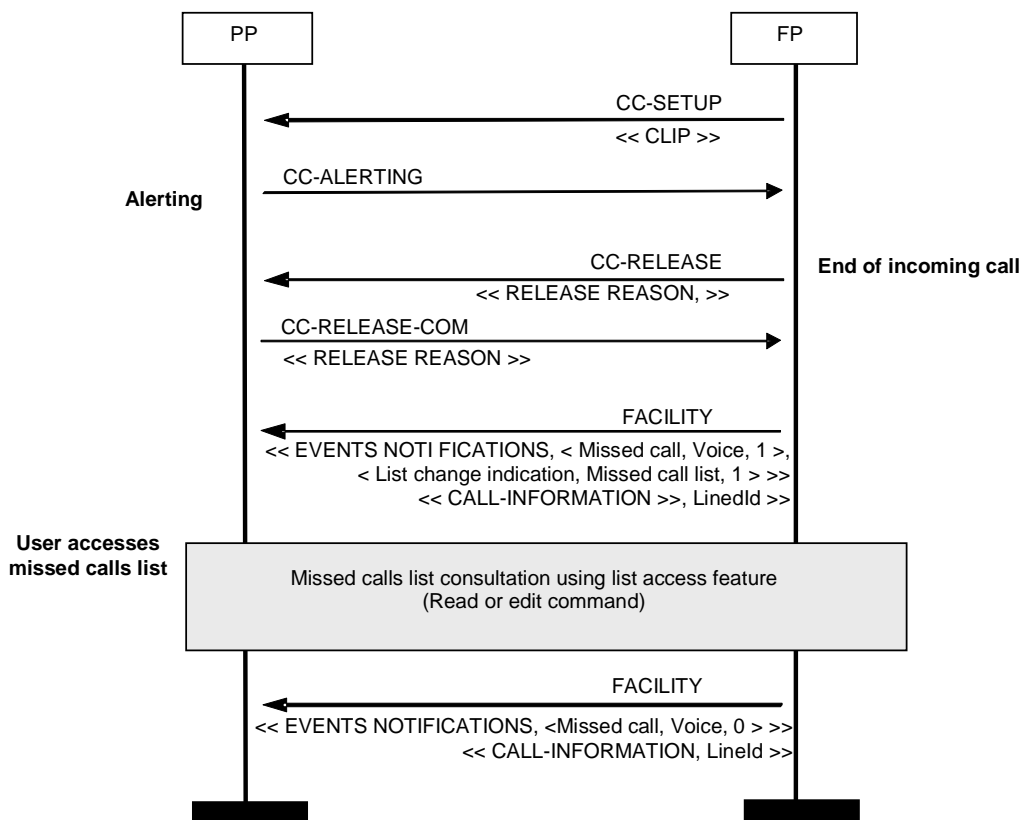 PP
FP
CC-SETUP
<< CLIP >>
CC-ALERTING
Alerting
CC-RELEASE
End of incoming call
<< RELEASE REASON, >>
CC-RELEASE-COM
<< RELEASE REASON >>
FACILITY
<< EVENTS NOTI FICATIONS, < Missed call, Voice, 1 >,
< List change indication, Missed call list, 1 > >>
<< CALL-INFORMATION >>, LinedId >>
User accesses
missed calls list
Missed calls list consultation using list access feature
(Read or edit command)
FACILITY
<< EVENTS NOTIFICATIONS, <Missed call, Voice, 0 > >>
<< CALL-INFORMATION, LineId >>